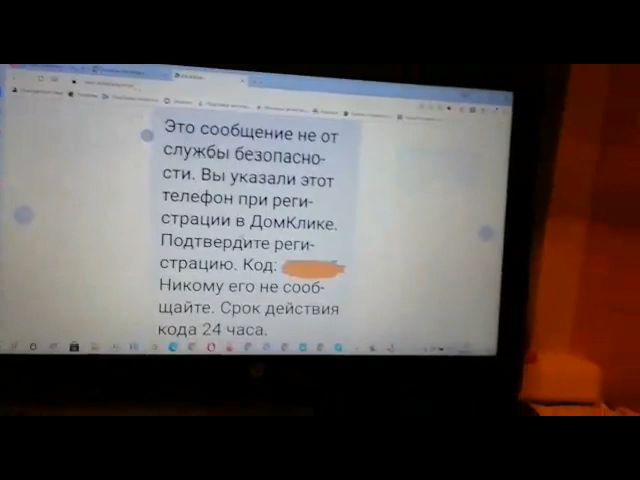 Это сообщение не от
службы безопасно-
сти. Вы указали этот
телефон при реги-
страции в ДомКлике.
Подтвердите реги-
страцию. Код:
Никому его не сооб-
щайте. Срок действия
кода 24 часа.